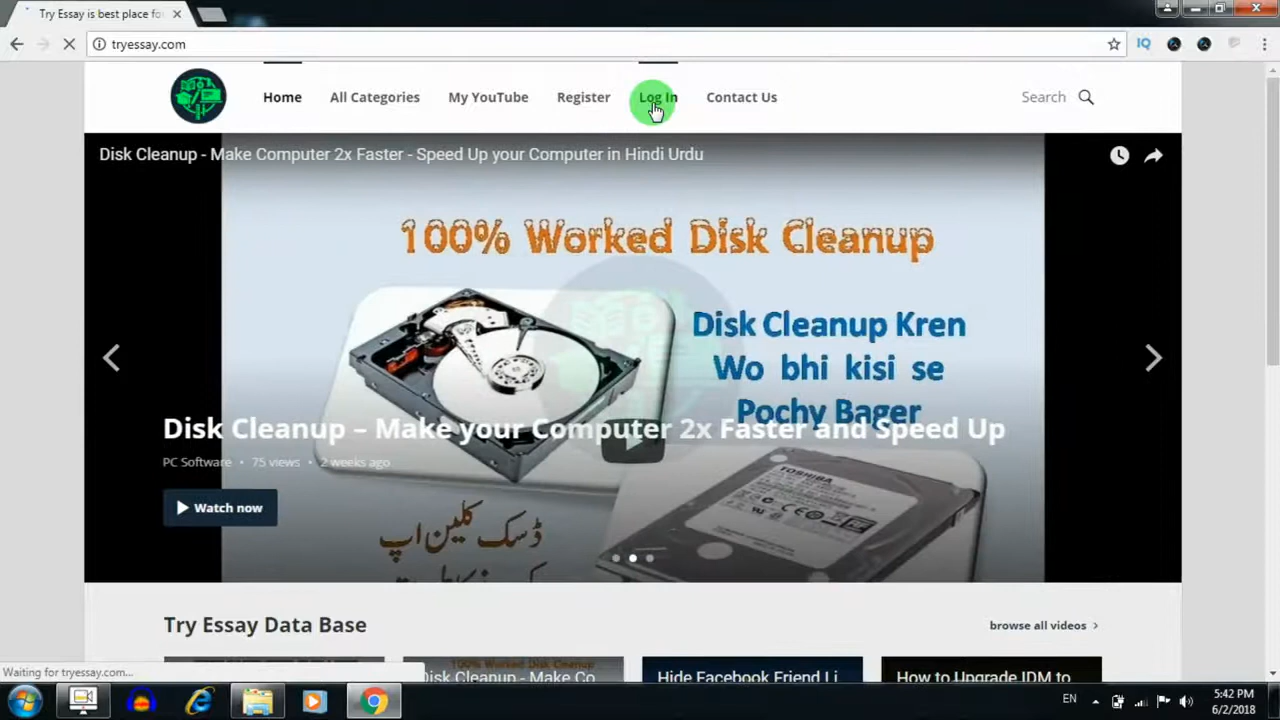 Try Essay is best place fo
tryessay.com
IQ
Home
All Categories
My YouTube
Register
Log In
Contact Us
Search
Disk Cleanup - Make Computer 2x Faster - Speed Up your Computer in Hindi Urdu
100% Worked Disk Cleanup
Disk Cleanup Kren
Wo bhi kisi se
Pochy Bager
Disk Cleanup – Make your Computer 2x Faster and Speed Up
PC Software • 75 views • 2 weeks ago
TOSHIBA
Watch now
ڈسک کلین اپ
Try Essay Data Base
browse all videos
Disk Cleanup - Make Co
Hide Facebook Friend Li
How to Upgrade IDM to
Waiting for tryessay.com...
EN
5:42 PM
6/2/2018